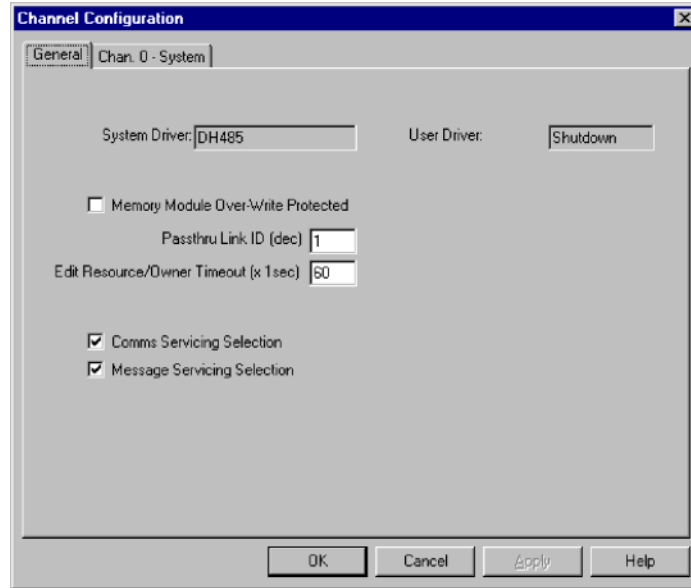 Channel Configuration
General Chan. 0 - System
System Driver: DH485 User Driver: Shutdown
Memory Module Over-Write Protected
Passthru Link ID (dec) 1
Edit Resource/Owner Timeout (x 1sec) 60
Comms Servicing Selection
Message Servicing Selection
OK Cancel Apply Help